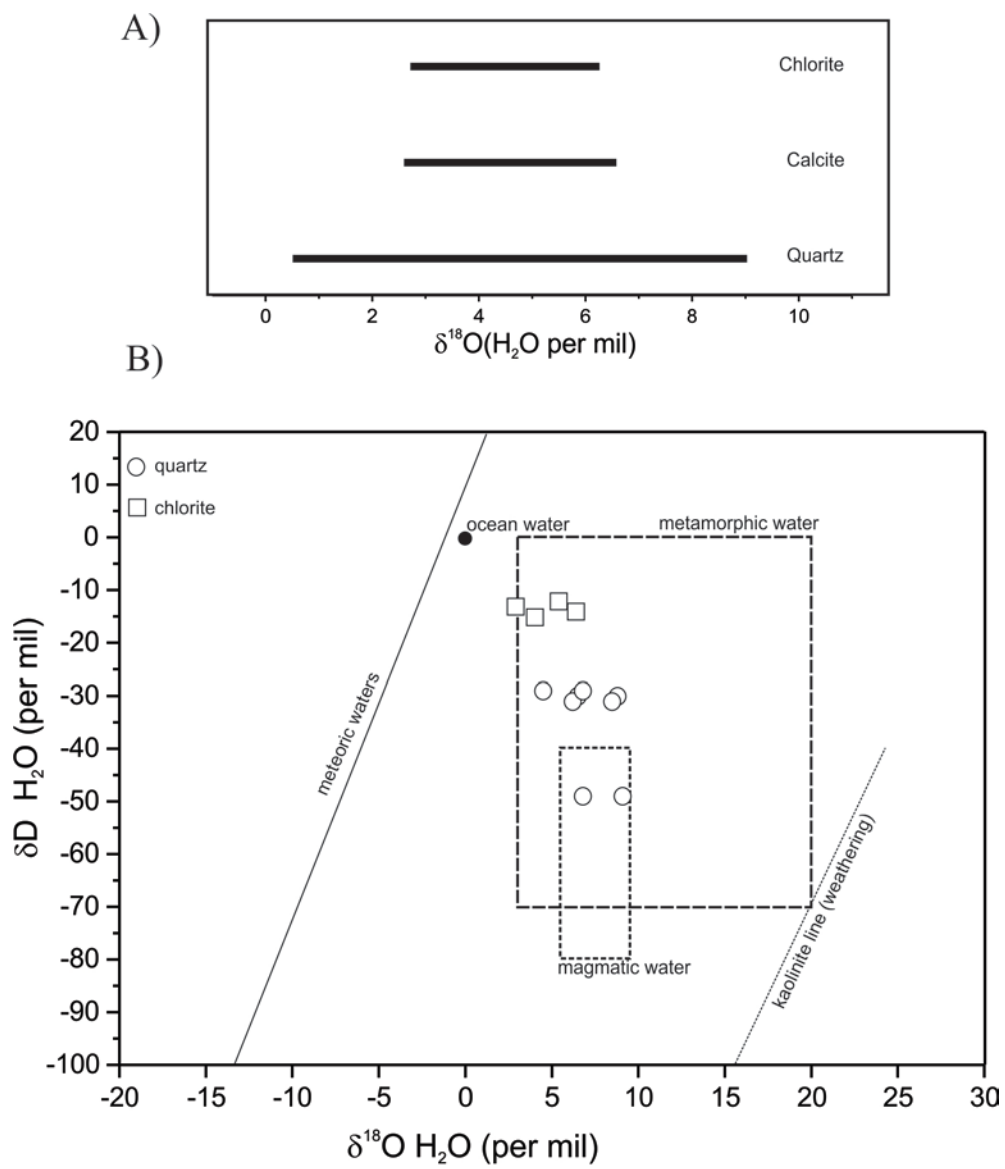 A)
Chlorite
Calcite
Quartz
0 2 4 6 8 10
δ¹⁸O(H₂O per mil)
B)
20
10
0
-10
-20
-30
-40
-50
-60
-70
-80
-90
-100
δD H₂O (per mil)
quartz
chlorite
ocean water
metamorphic water
meteoric waters
magmatic water
kaolinite line (weathering)
-20 -15 -10 -5 0 5 10 15 20 25 30
δ¹⁸O H₂O (per mil)